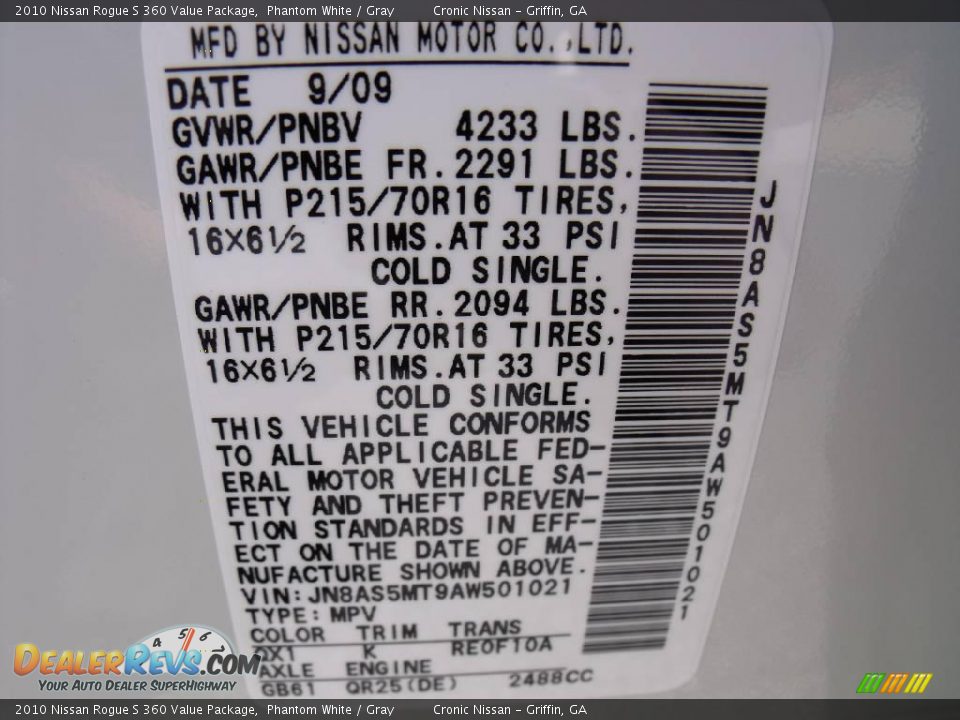 2010 Nissan Rogue S 360 Value Package, Phantom White / Gray Cronic Nissan - Griffin, GA
MFD BY NISSAN MOTOR CO.,LTD.
DATE 9/09
GVWR/PNBV 4233 LBS.
GAWR/PNBE FR. 2291 LBS.
WITH P215/70R16 TIRES,
16X6½ RIMS.AT 33 PSI
COLD SINGLE.
GAWR/PNBE RR. 2094 LBS.
WITH P215/70R16 TIRES,
16X6½ RIMS.AT 33 PSI
COLD SINGLE.
THIS VEHICLE CONFORMS
TO ALL APPLICABLE FED-
ERAL MOTOR VEHICLE SA-
FETY AND THEFT PREVEN-
TION STANDARDS IN EFF-
ECT ON THE DATE OF MA-
NUFACTURE SHOWN ABOVE.
VIN:JN8AS5MT9AW501021
TYPE:MPV
COLOR TRIM TRANS
QX1 K RE0F10A
AXLE ENGINE
GB61 QR25(DE) 2488CC
JN8AS5MT9AW501021
4 5 6
DEALERREVS.COM
YOUR AUTO DEALER SUPERHIGHWAY
2010 Nissan Rogue S 360 Value Package, Phantom White / Gray Cronic Nissan - Griffin, GA